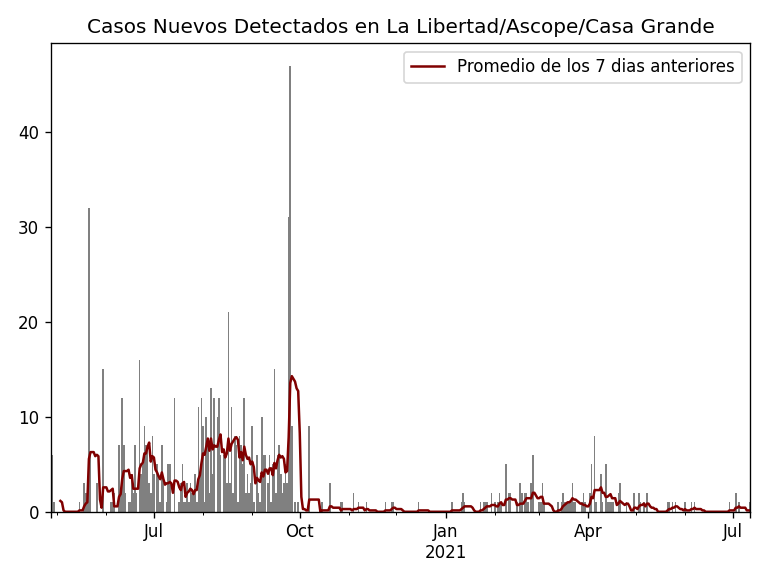 Casos Nuevos Detectados en La Libertad/Ascope/Casa Grande
Promedio de los 7 dias anteriores
40
30
20
10
0
Jul
Oct
Jan
2021
Apr
Jul